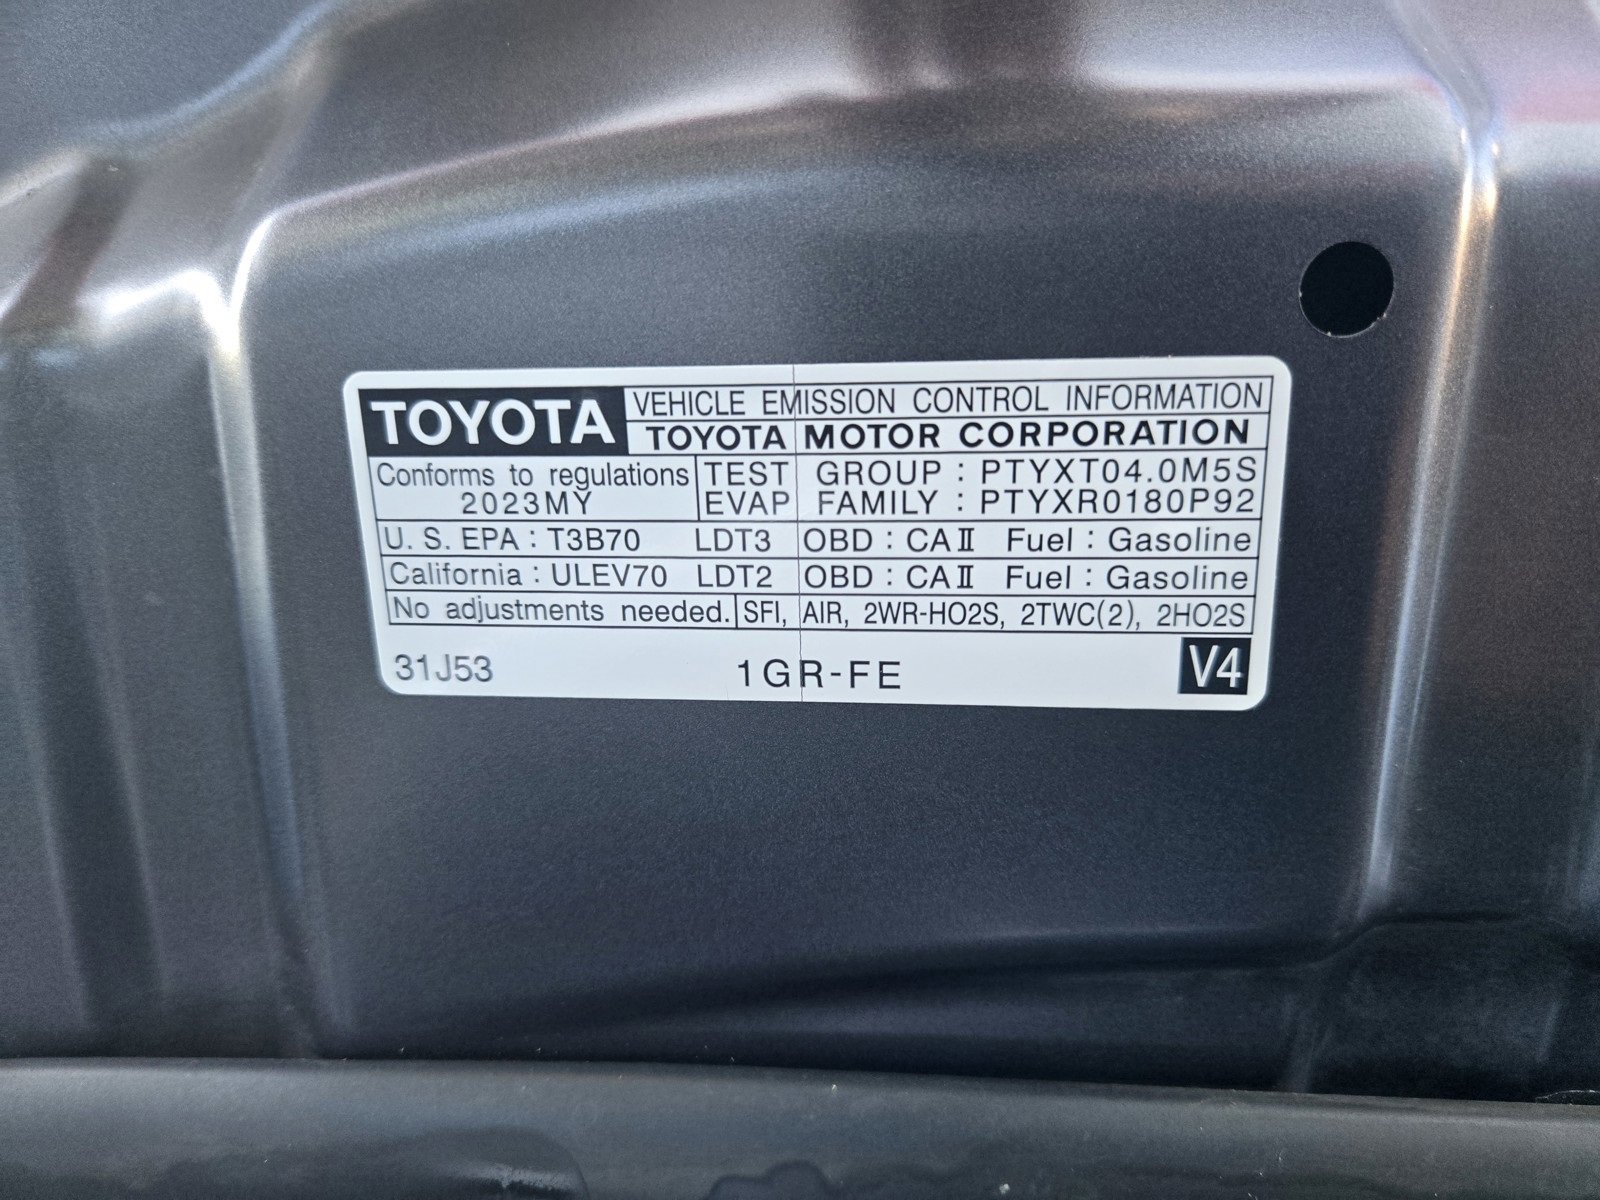 TOYOTA VEHICLE EMISSION CONTROL INFORMATION
TOYOTA MOTOR CORPORATION
Conforms to regulations 2023MY
TEST GROUP : PTYXT04.0M5S
EVAP FAMILY : PTYXR0180P92
U. S. EPA : T3B70 LDT3 OBD : CAⅡ Fuel : Gasoline
California : ULEV70 LDT2 OBD : CAⅡ Fuel : Gasoline
No adjustments needed. SFI, AIR, 2WR-HO2S, 2TWC(2), 2HO2S
31J53 1GR-FE V4